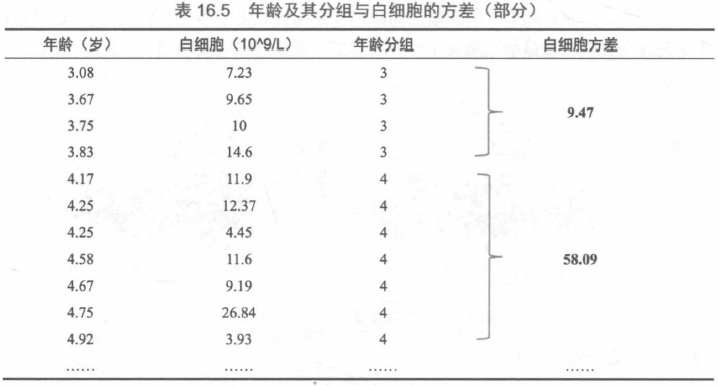 表 16.5 年龄及其分组与白细胞的方差（部分）
年龄（岁） 白细胞（10^9/L） 年龄分组 白细胞方差
3.08 7.23 3
3.67 9.65 3
9.47
3.75 10 3
3.83 14.6 3
4.17 11.9 4
4.25 12.37 4
4.25 4.45 4
4.58 11.6 4 58.09
4.67 9.19 4
4.75 26.84 4
4.92 3.93 4
…… …… …… ……